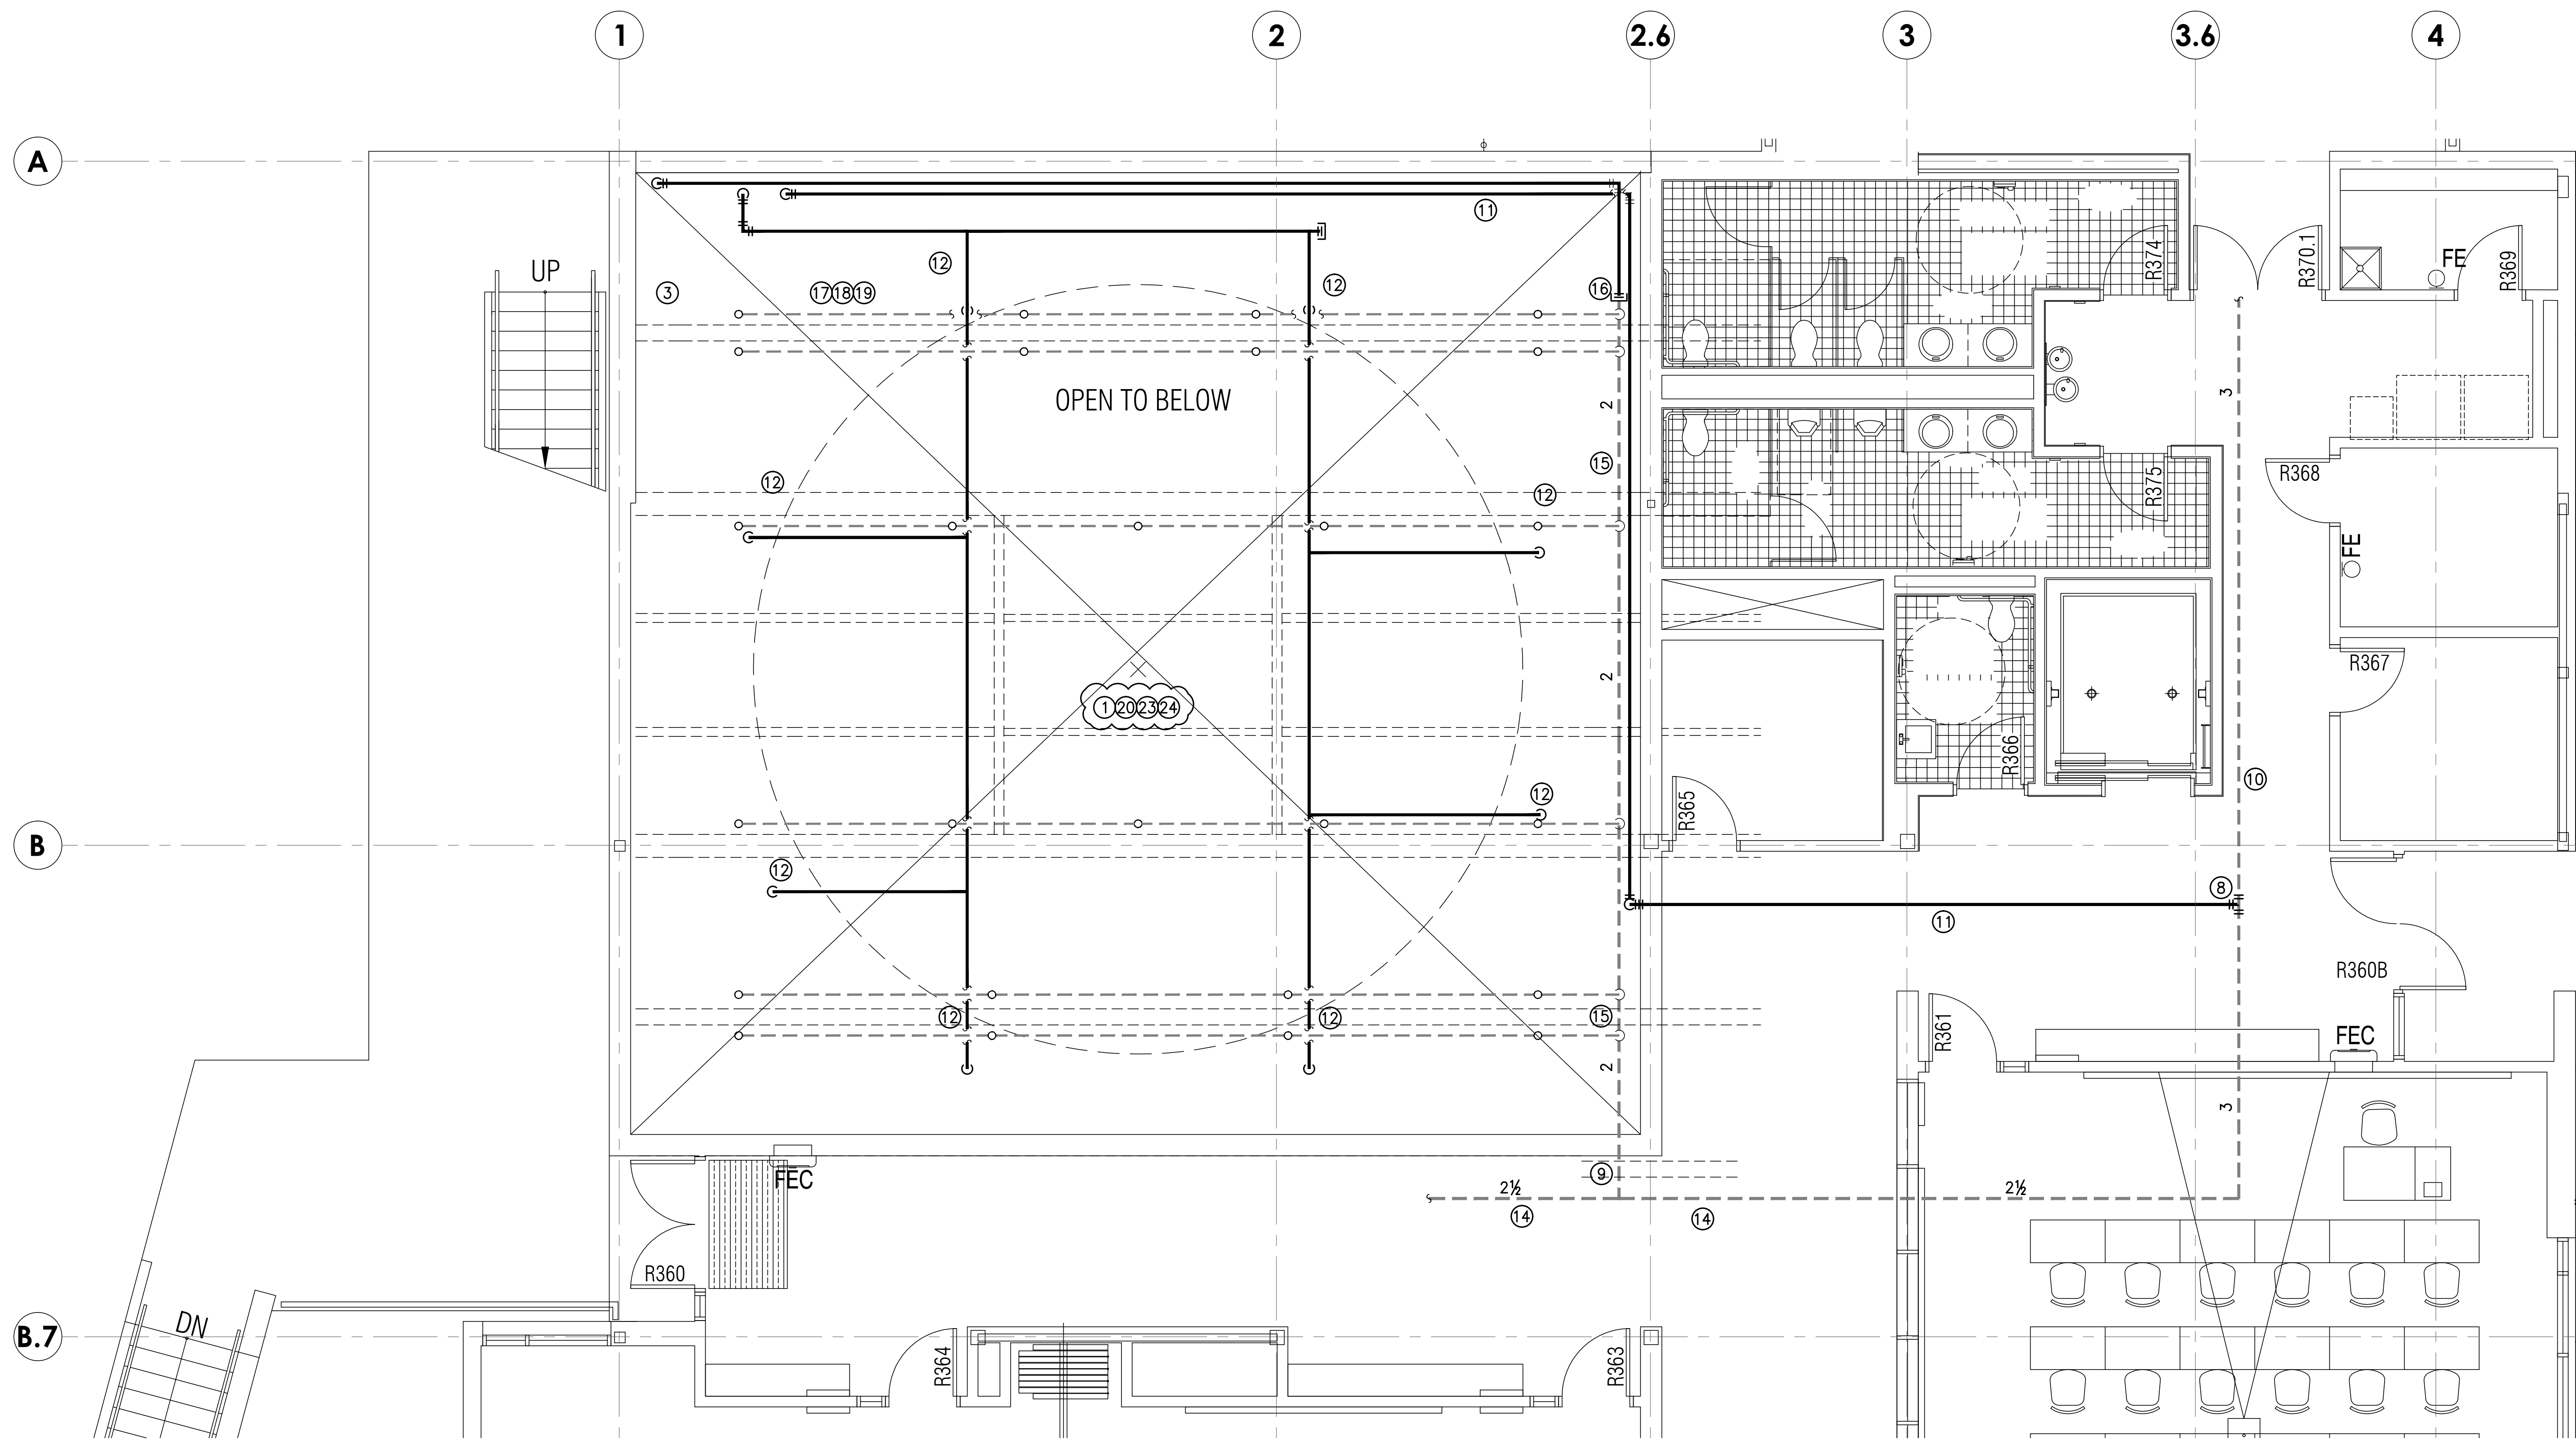 1 2 2.6 3 3.6 4
A
11
R374
R370.1
FE
R369
12
UP
3
17 18 19
12
16
3
OPEN TO BELOW
2
15
R368
12
12
R375
FE
2
R367
1 20 23 24
R366
10
12
R365
B
12
8
11
R360B
12
12
15
R361
FEC
2
3
FEC
9
2½
2½
14
14
R360
DN
B.7
R364
R363